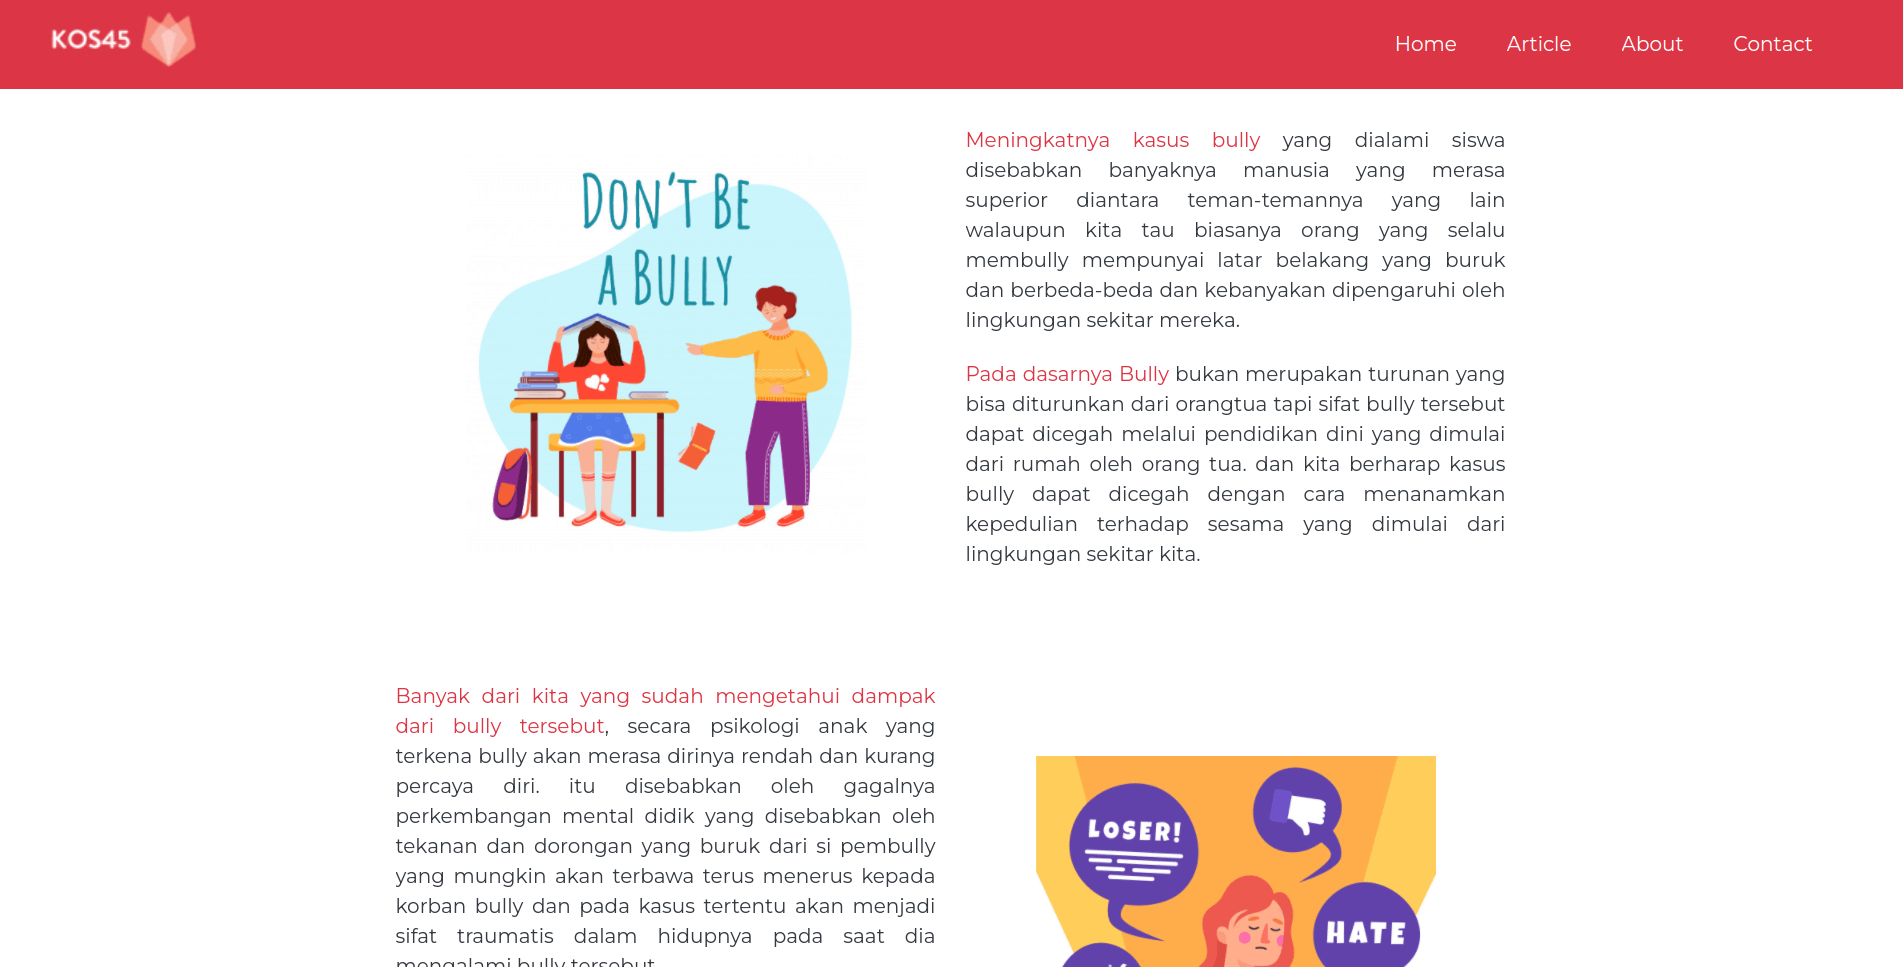 KOS45
Home Article About Contact
DON'T BE
A BULLY
Meningkatnya kasus bully yang dialami siswa
disebabkan banyaknya manusia yang merasa
superior diantara teman-temannya yang lain
walaupun kita tau biasanya orang yang selalu
membully mempunyai latar belakang yang buruk
dan berbeda-beda dan kebanyakan dipengaruhi oleh
lingkungan sekitar mereka.
Pada dasarnya Bully bukan merupakan turunan yang
bisa diturunkan dari orangtua tapi sifat bully tersebut
dapat dicegah melalui pendidikan dini yang dimulai
dari rumah oleh orang tua. dan kita berharap kasus
bully dapat dicegah dengan cara menanamkan
kepedulian terhadap sesama yang dimulai dari
lingkungan sekitar kita.
Banyak dari kita yang sudah mengetahui dampak
dari bully tersebut, secara psikologi anak yang
terkena bully akan merasa dirinya rendah dan kurang
percaya diri. itu disebabkan oleh gagalnya
perkembangan mental didik yang disebabkan oleh
tekanan dan dorongan yang buruk dari si pembully
yang mungkin akan terbawa terus menerus kepada
korban bully dan pada kasus tertentu akan menjadi
sifat traumatis dalam hidupnya pada saat dia
mengalami bully tersebut.
LOSER!
HATE